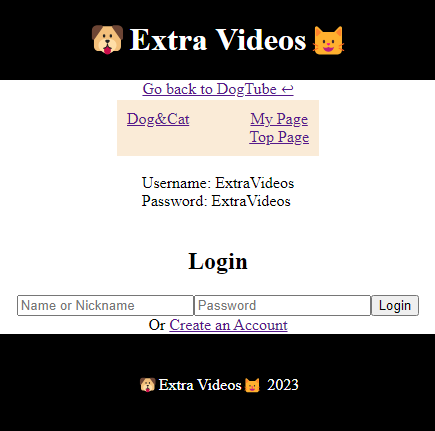 🐶 Extra Videos 😺
Go back to DogTube ↩
Dog&Cat My Page
Top Page
Username: ExtraVideos
Password: ExtraVideos
Login
Name or Nickname Password Login
Or Create an Account
🐶 Extra Videos 😺 2023